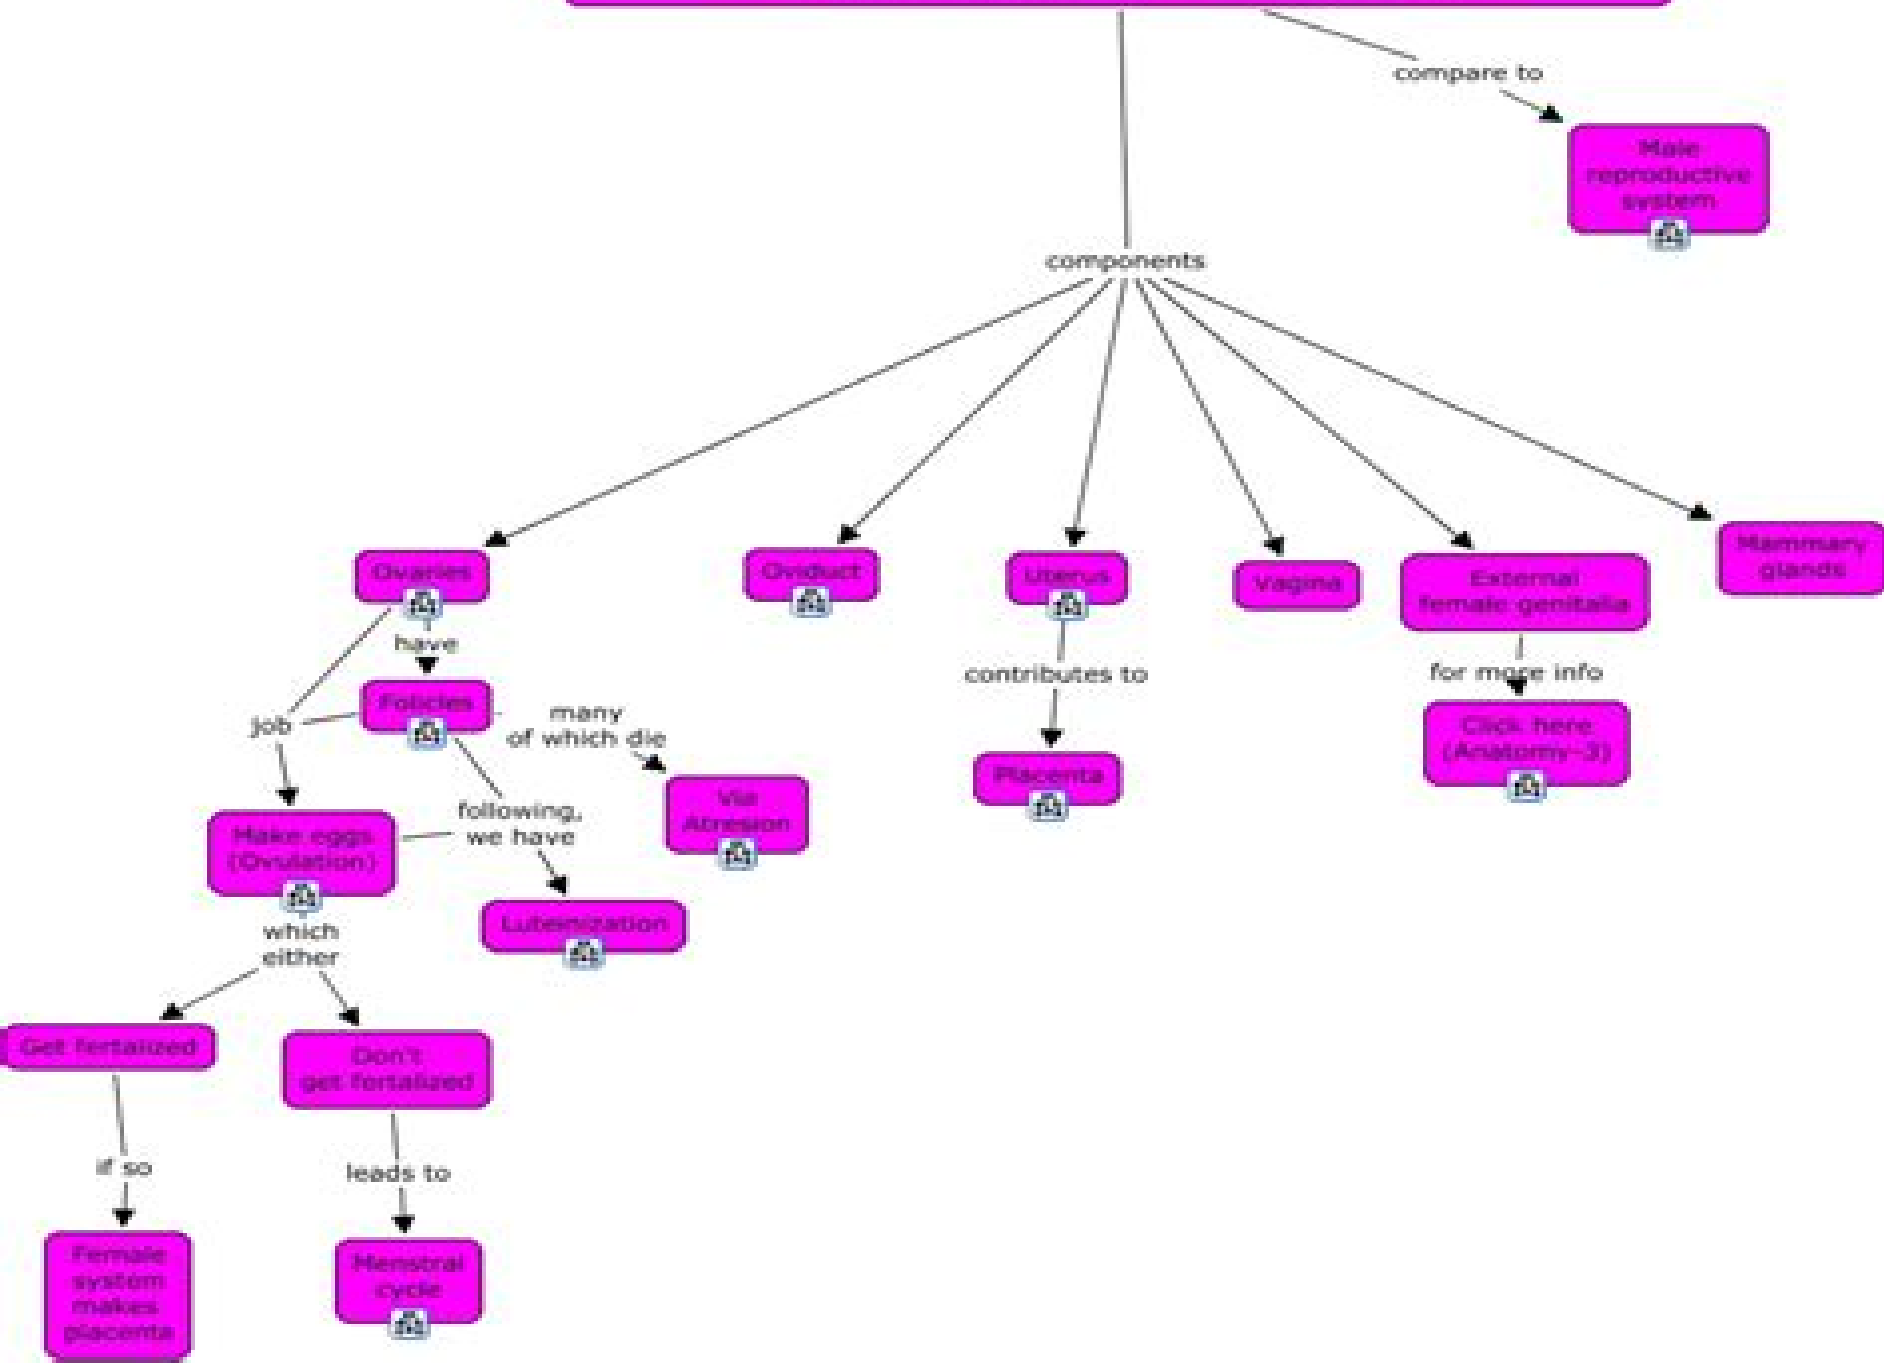 compare to
Male
reproductive
system
components
Ovaries
Oviduct
Uterus
Vagina
External
female genitalia
Mammary
glands
have
contributes to
for more info
Folicles
job
many
of which die
Click here
(Anatomy-3)
Placenta
Via
Atresion
following,
we have
Make eggs
(Ovulation)
Luteinization
which
either
Get fertalized
Don't
get fortalized
if so
leads to
Female
system
makes
placenta
Menstral
cycle